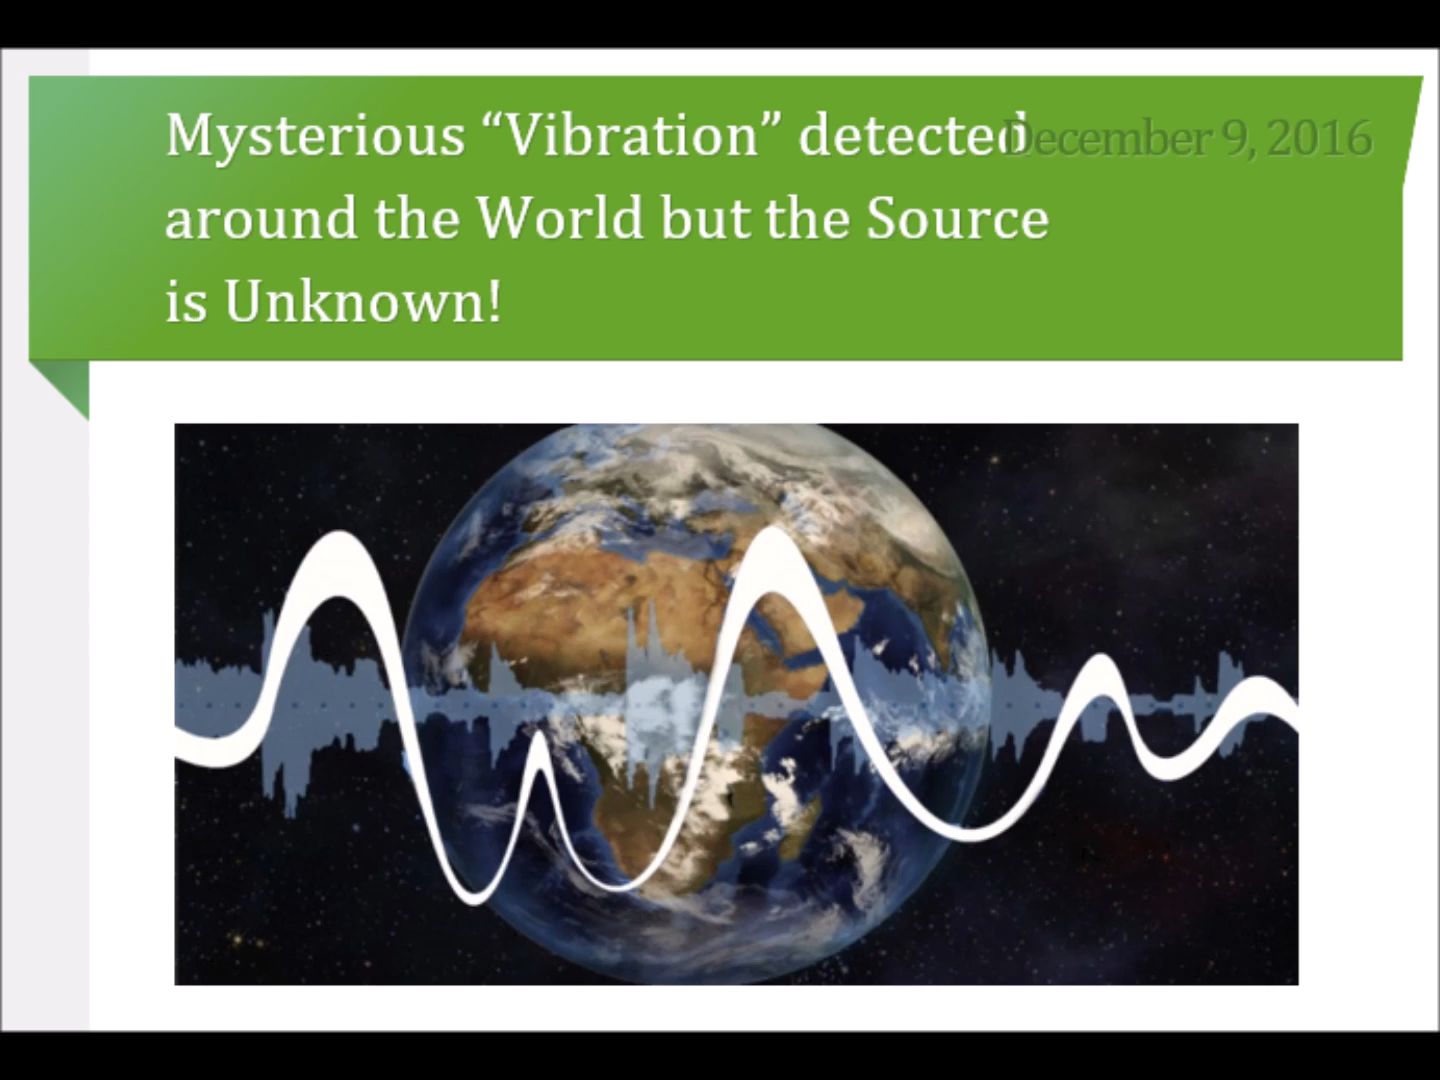 Mysterious “Vibration” detected
December 9, 2016
around the World but the Source
is Unknown!